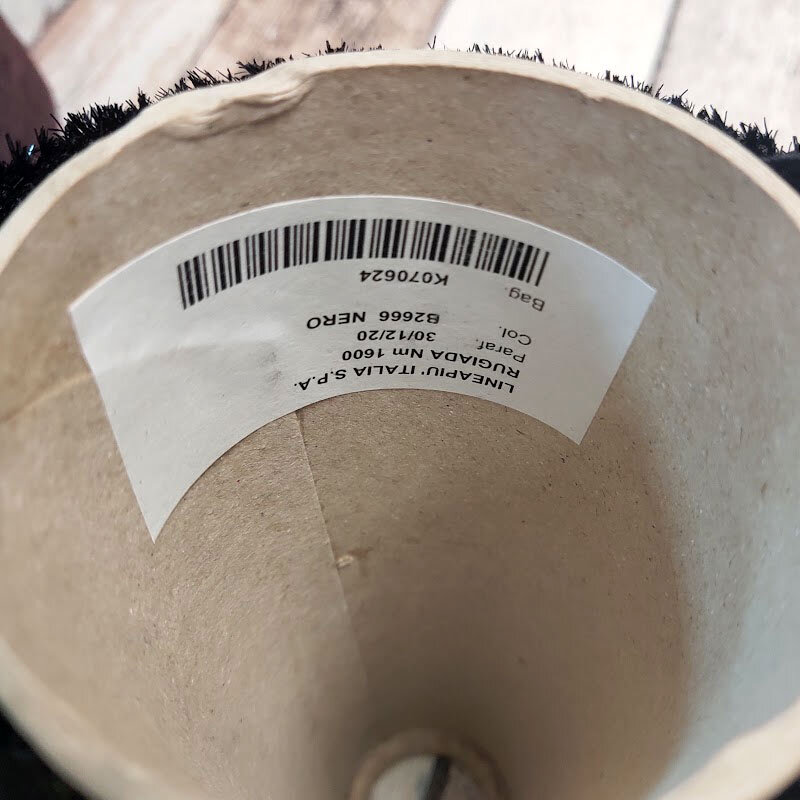 LINEAPIU' ITALIA S.P.A.
RUGIADA Nm 1600
Paraf. 30/12/20
Col. B2666 NERO
Bag. K070624